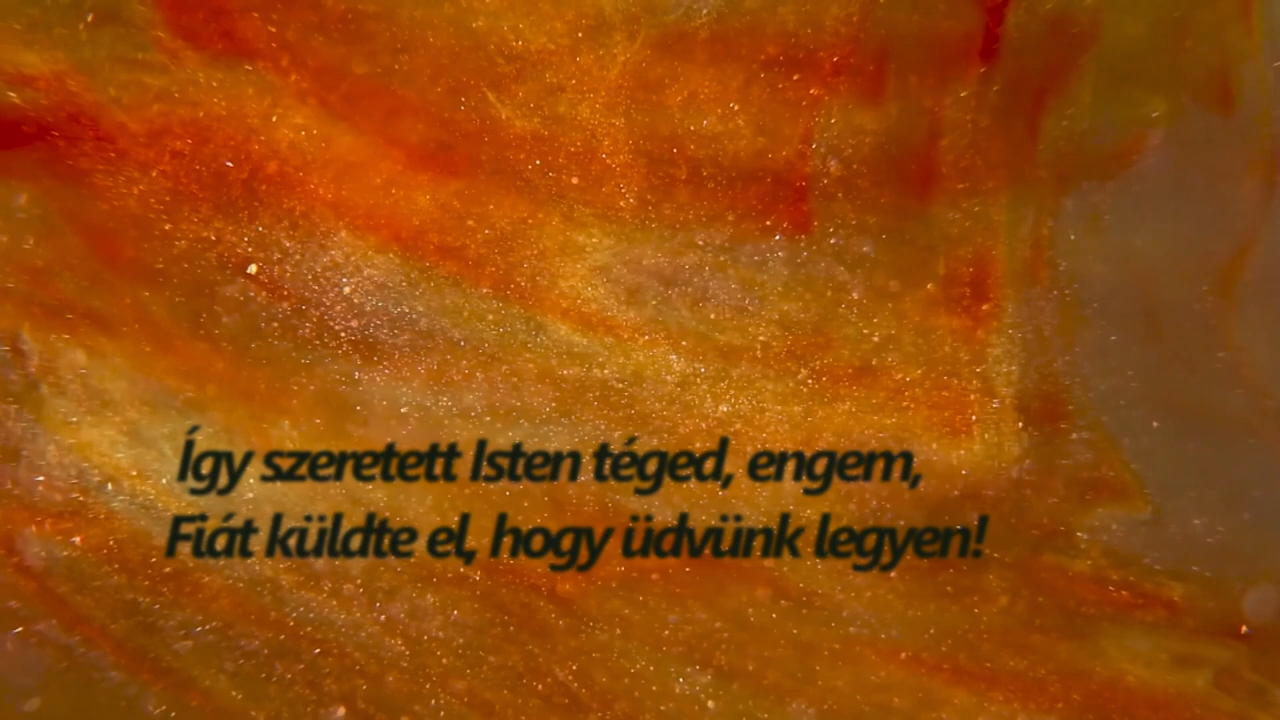 Így szeretett Isten téged, engem,
Fiát küldte el, hogy üdvünk legyen!